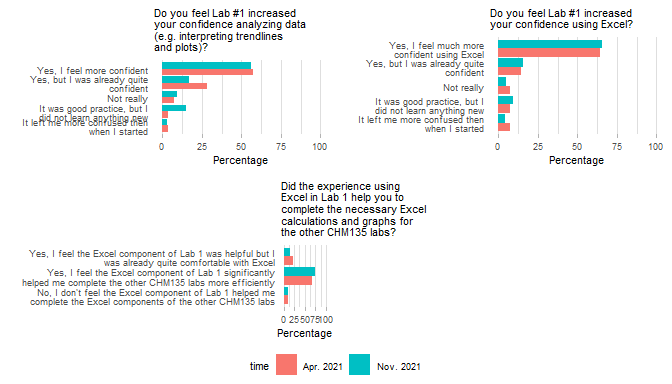 Do you feel Lab #1 increased
your confidence analyzing data
(e.g. interpreting trendlines
and plots)?
Yes, I feel more confident
Yes, but I was already quite
confident
Not really
It was good practice, but I
did not learn anything new
It left me more confused then
when I started
0 25 50 75 100
Percentage
Do you feel Lab #1 increased
your confidence using Excel?
Yes, I feel much more
confident using Excel
Yes, but I was already quite
confident
Not really
It was good practice, but I
did not learn anything new
It left me more confused then
when I started
0 25 50 75 100
Percentage
Did the experience using
Excel in Lab 1 help you to
complete the necessary Excel
calculations and graphs for
the other CHM135 labs?
Yes, I feel the Excel component of Lab 1 was helpful but I
was already quite comfortable with Excel
Yes, I feel the Excel component of Lab 1 significantly
helped me complete the other CHM135 labs more efficiently
No, I don't feel the Excel component of Lab 1 helped me
complete the Excel components of the other CHM135 labs
0 25 50 75 100
Percentage
time Apr. 2021 Nov. 2021